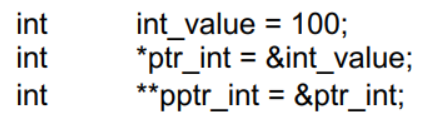 int int_value = 100;
int *ptr_int = &int_value;
int **pptr_int = &ptr_int;